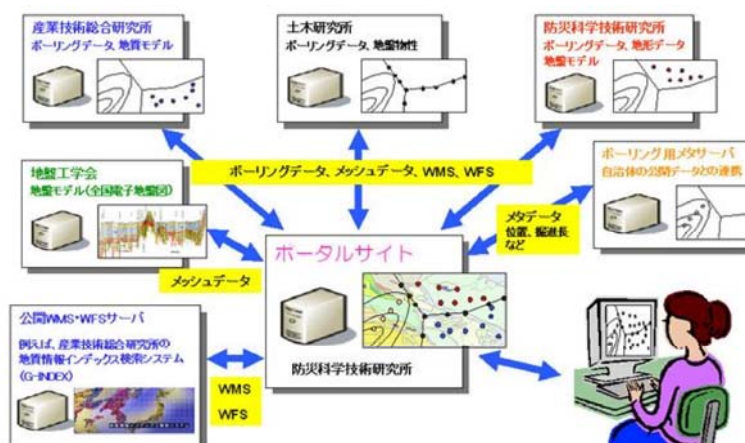 産業技術総合研究所
ボーリングデータ、地質モデル
土木研究所
ボーリングデータ、地盤物性
防災科学技術研究所
ボーリングデータ、地形データ
地盤モデル
地盤工学会
地盤モデル(全国電子地盤図)
ボーリングデータ、メッシュデータ、WMS、WFS
ボーリング用メタサーバ
自治体の公開データとの連携
メタデータ
位置、掘進長
など
メッシュデータ
ポータルサイト
防災科学技術研究所
公開WMS・WFSサーバ
例えば、産業技術総合研究所の
地質情報インデックス検索システム
(G-INDEX)
WMS
WFS